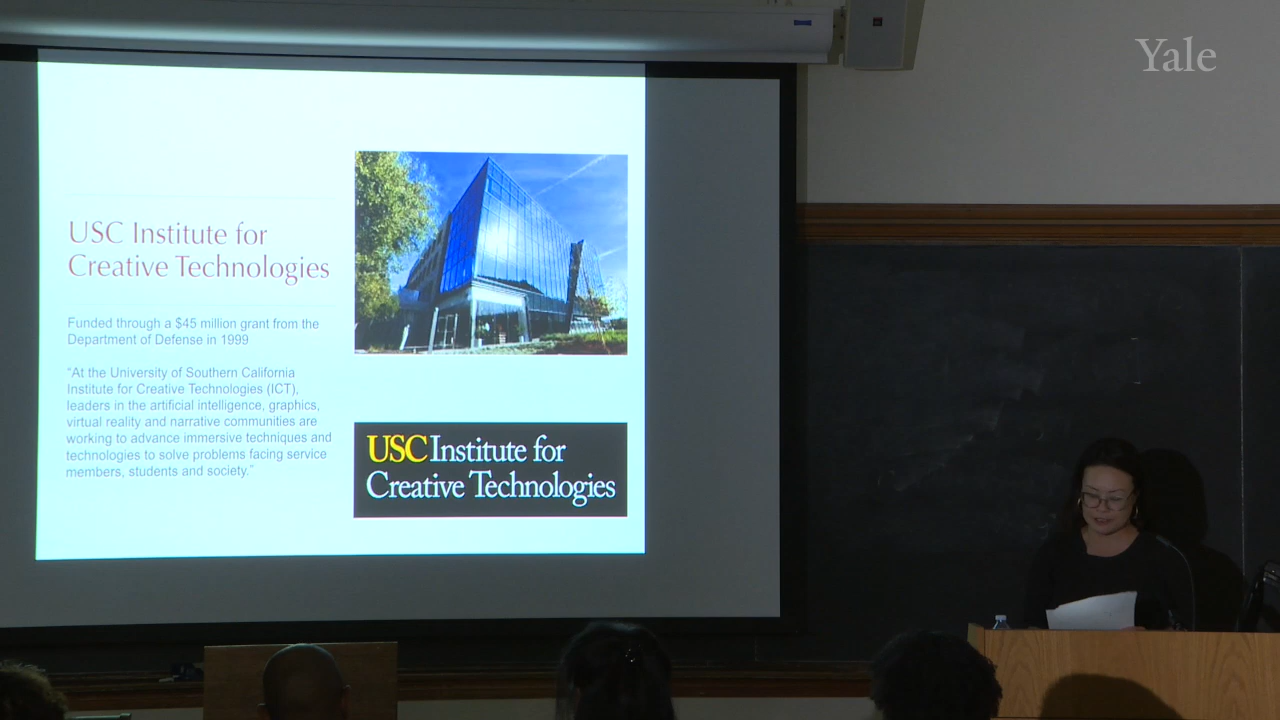 Yale
USC Institute for
Creative Technologies
Funded through a $45 million grant from the
Department of Defense in 1999
“At the University of Southern California
Institute for Creative Technologies (ICT),
leaders in the artificial intelligence, graphics,
virtual reality and narrative communities are
working to advance immersive techniques and
technologies to solve problems facing service
members, students and society.”
USC Institute for
Creative Technologies